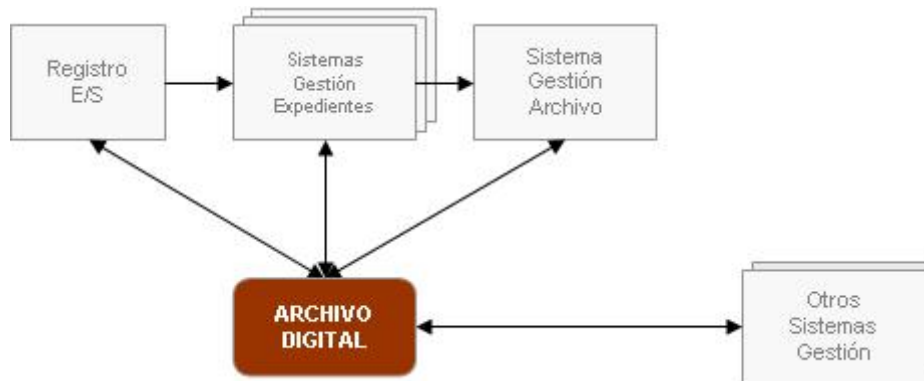 Registro
E/S
Sistemas
Gestión
Expedientes
Sistema
Gestión
Archivo
ARCHIVO
DIGITAL
Otros
Sistemas
Gestión